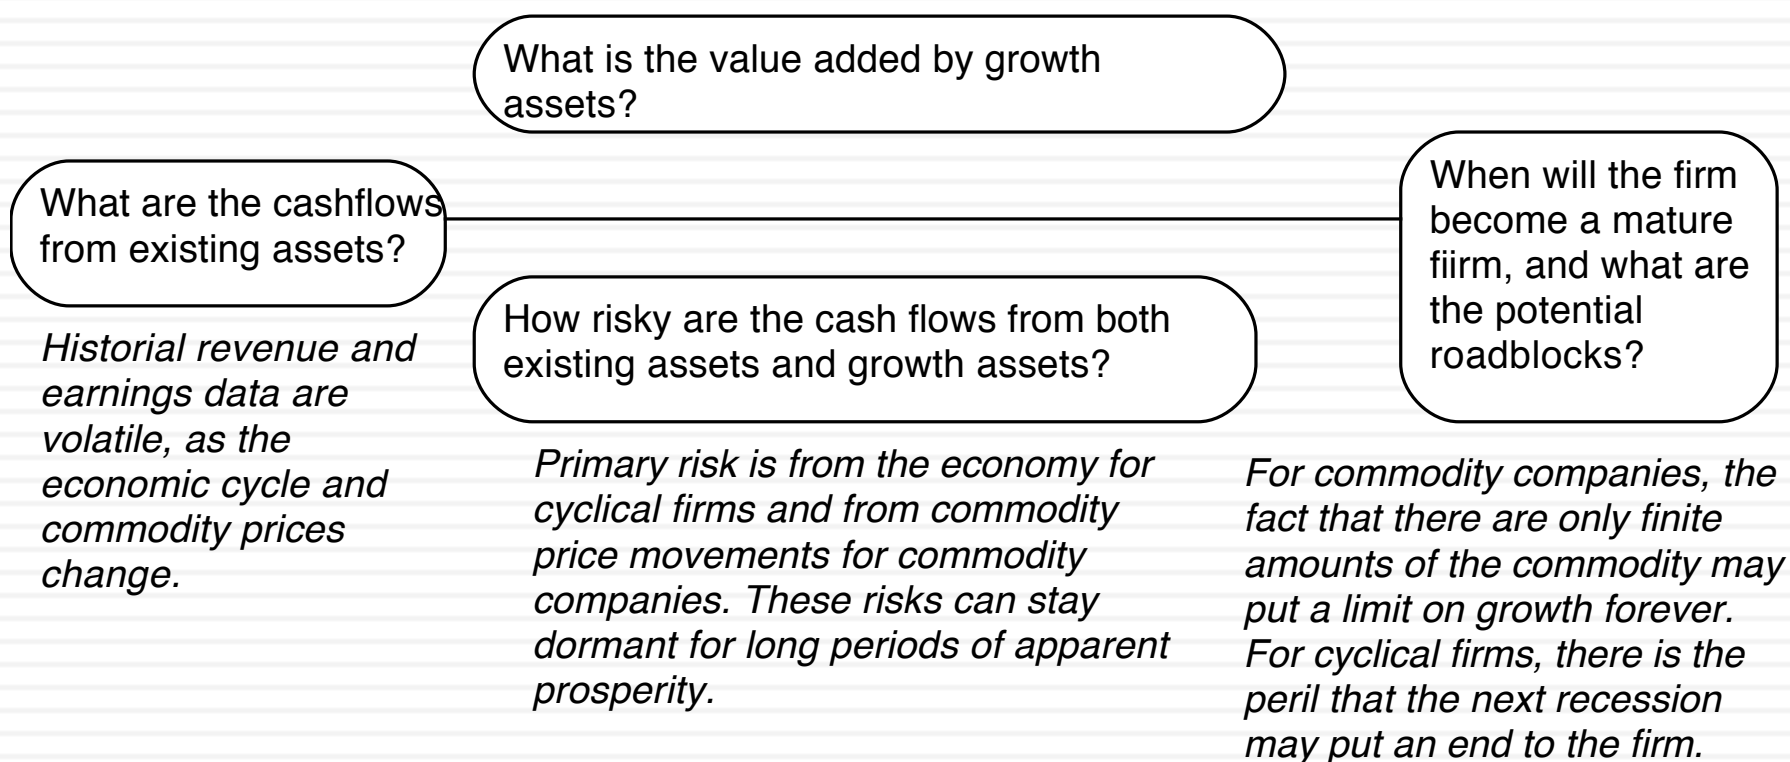 What is the value added by growth
assets?
What are the cashflows
from existing assets?
Historial revenue and
earnings data are
volatile, as the
economic cycle and
commodity prices
change.
How risky are the cash flows from both
existing assets and growth assets?
Primary risk is from the economy for
cyclical firms and from commodity
price movements for commodity
companies. These risks can stay
dormant for long periods of apparent
prosperity.
When will the firm
become a mature
fiirm, and what are
the potential
roadblocks?
For commodity companies, the
fact that there are only finite
amounts of the commodity may
put a limit on growth forever.
For cyclical firms, there is the
peril that the next recession
may put an end to the firm.